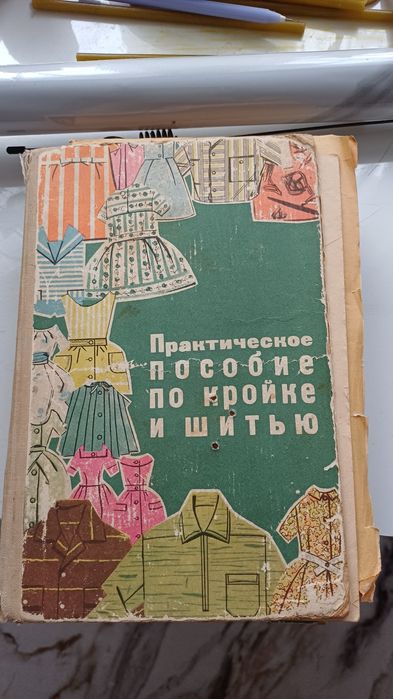 Практическое
пособие
по кройке
и шитью